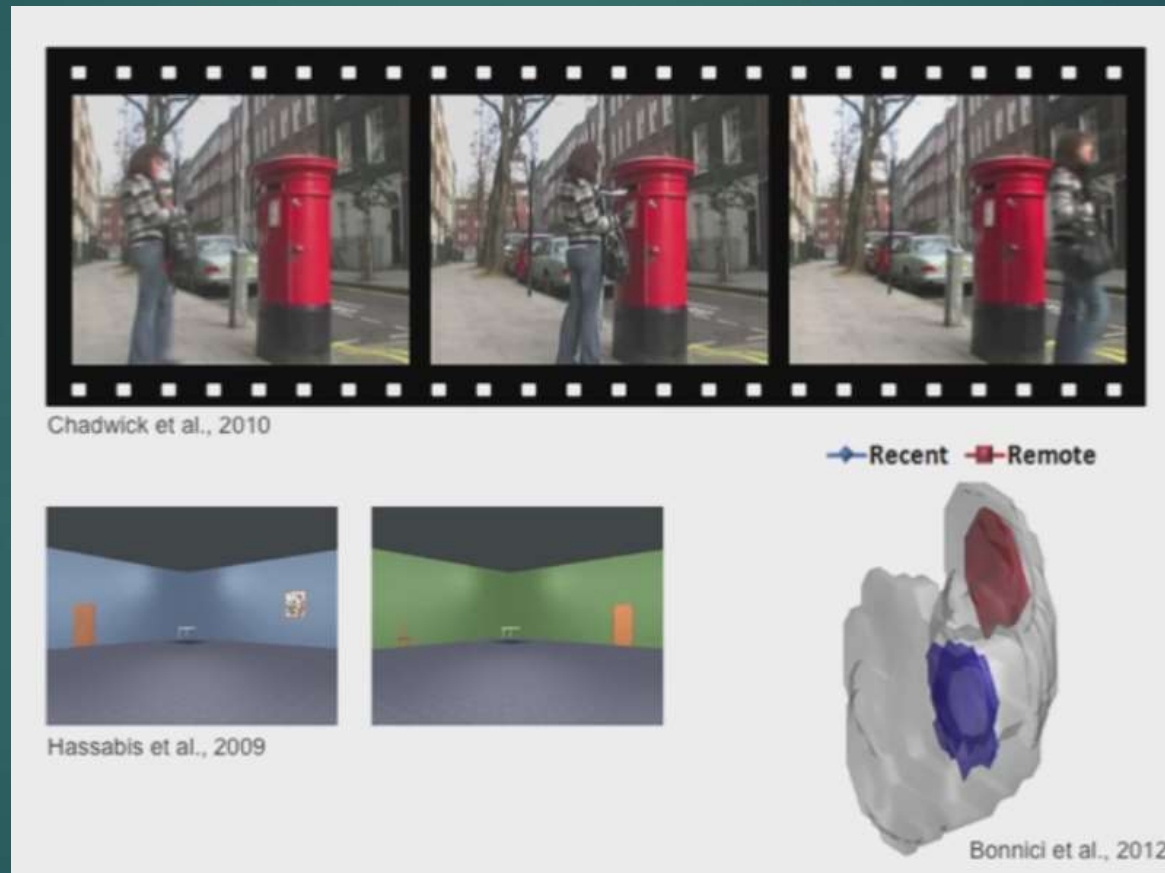 Chadwick et al., 2010
Recent Remote
Hassabis et al., 2009
Bonnici et al., 2012